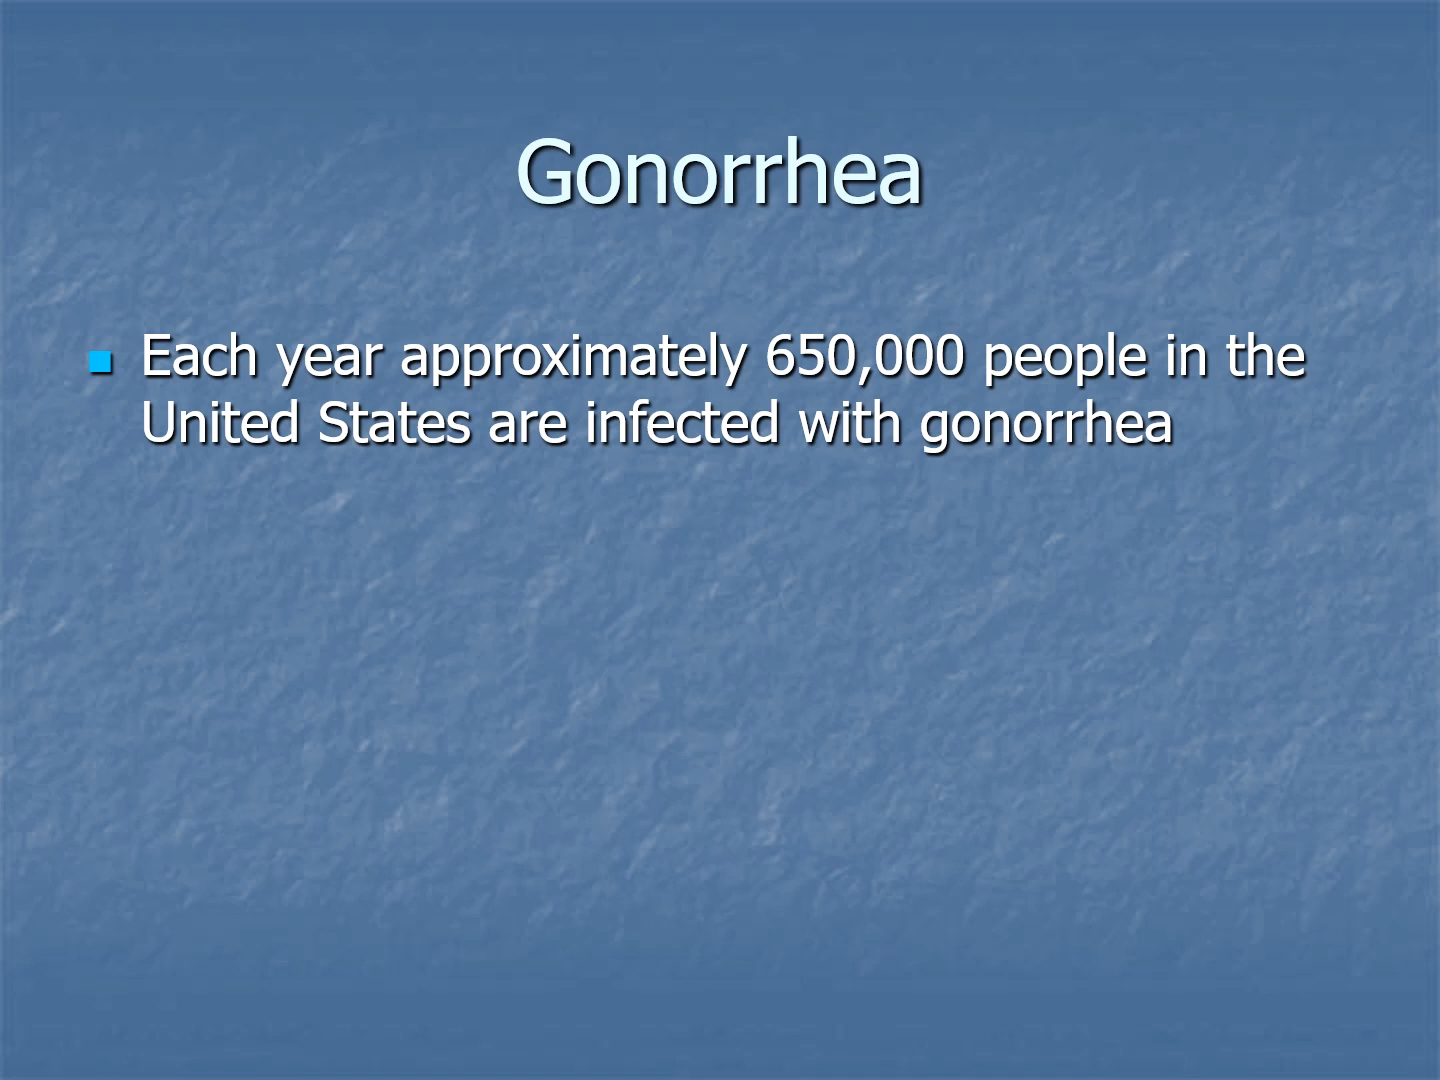 Gonorrhea
Each year approximately 650,000 people in the
United States are infected with gonorrhea